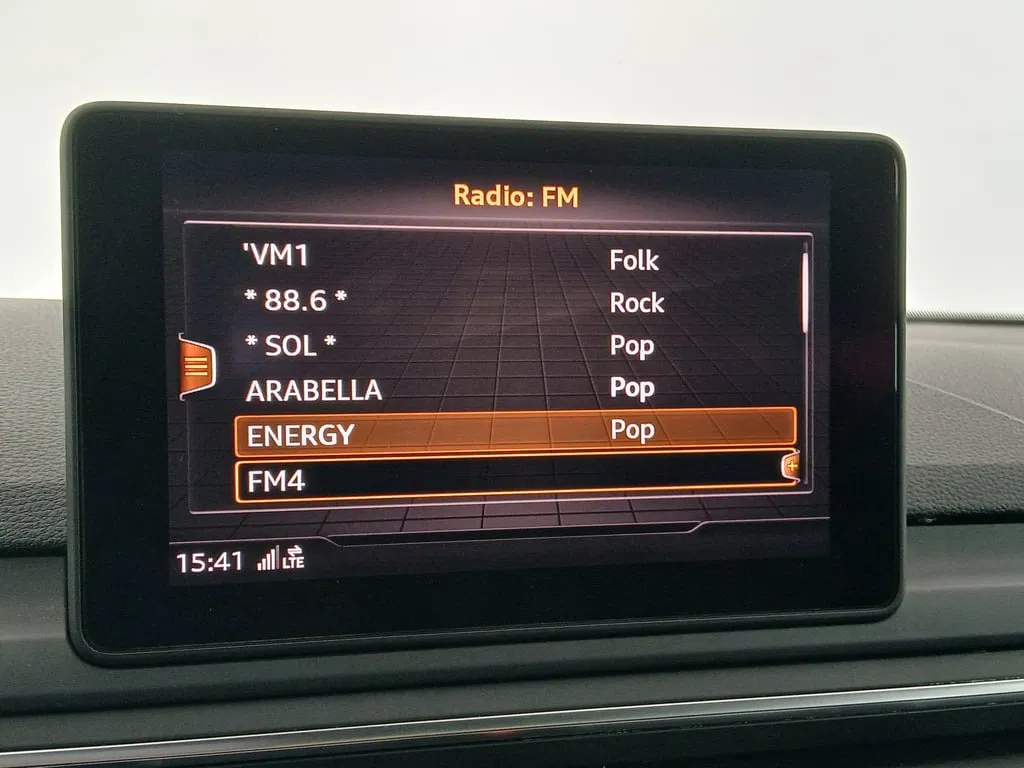 Radio: FM
'VM1 Folk
* 88.6 * Rock
* SOL * Pop
ARABELLA Pop
ENERGY Pop
FM4
15:41 LTE